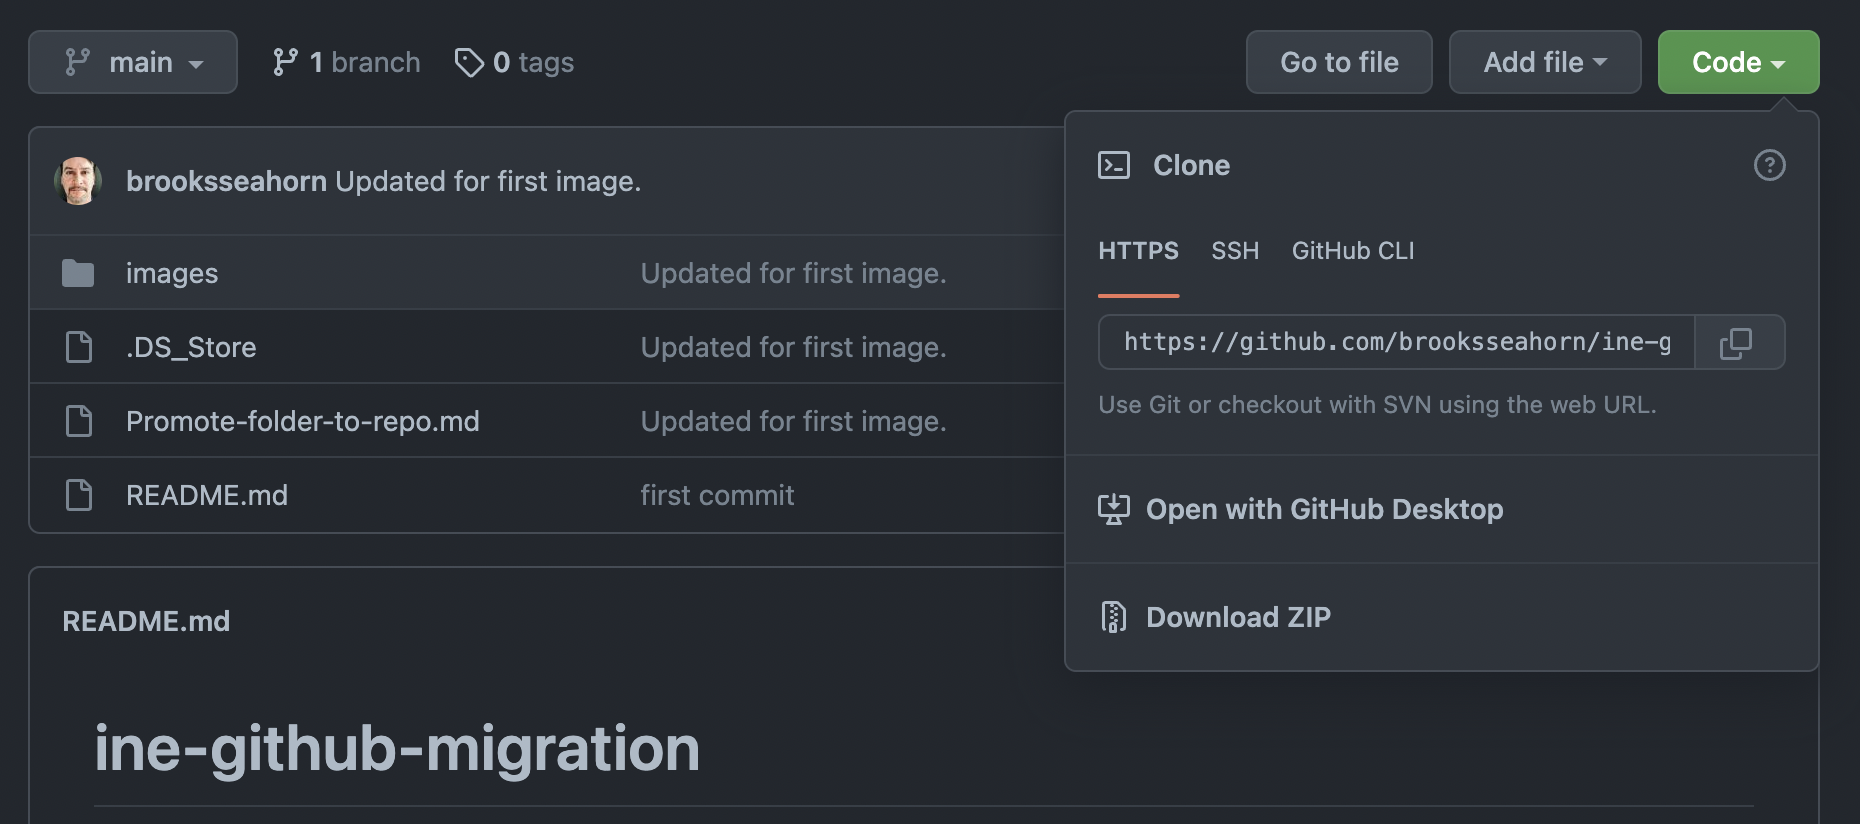 main 1 branch 0 tags Go to file Add file Code
brooksseahorn Updated for first image.
images Updated for first image.
.DS_Store Updated for first image.
Promote-folder-to-repo.md Updated for first image.
README.md first commit
Clone
HTTPS SSH GitHub CLI
https://github.com/brooksseahorn/ine-g
Use Git or checkout with SVN using the web URL.
Open with GitHub Desktop
Download ZIP
README.md
ine-github-migration